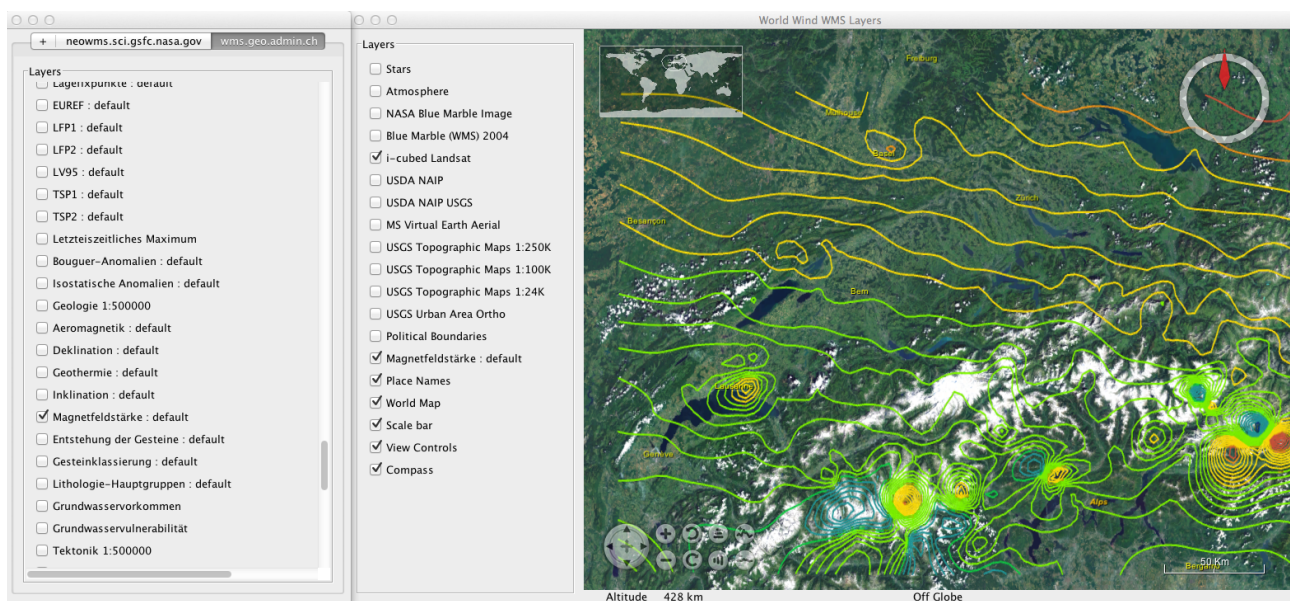 + neowms.sci.gsfc.nasa.gov wms.geo.admin.ch
Layers
Lagefixpunkte : default
EUREF : default
LFP1 : default
LFP2 : default
LV95 : default
TSP1 : default
TSP2 : default
Letzteiszeitliches Maximum
Bouguer-Anomalien : default
Isostatische Anomalien : default
Geologie 1:500000
Aeromagnetik : default
Deklination : default
Geothermie : default
Inklination : default
Magnetfeldstärke : default
Entstehung der Gesteine : default
Gesteinklassierung : default
Lithologie-Hauptgruppen : default
Grundwasservorkommen
Grundwasservulnerabilität
Tektonik 1:500000
World Wind WMS Layers
Layers
Stars
Atmosphere
NASA Blue Marble Image
Blue Marble (WMS) 2004
i-cubed Landsat
USDA NAIP
USDA NAIP USGS
MS Virtual Earth Aerial
USGS Topographic Maps 1:250K
USGS Topographic Maps 1:100K
USGS Topographic Maps 1:24K
USGS Urban Area Ortho
Political Boundaries
Magnetfeldstärke : default
Place Names
World Map
Scale bar
View Controls
Compass
Freiburg
Mulhouse
Basel
Zürich
Besançon
Bern
Lausanne
Genève
Alps
Bergamo
50 Km
Altitude 428 km
Off Globe